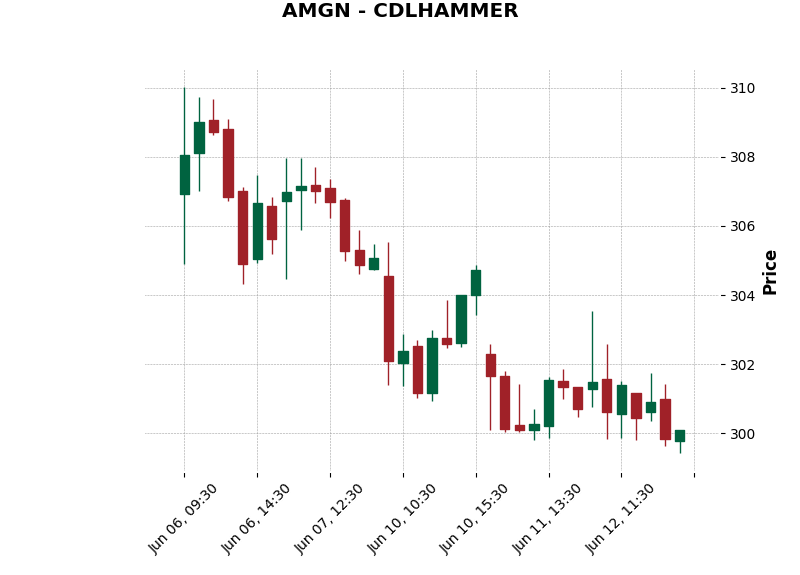 AMGN - CDLHAMMER
310
308
306
304
302
300
Price
Jun 06, 09:30
Jun 06, 14:30
Jun 07, 12:30
Jun 10, 10:30
Jun 10, 15:30
Jun 11, 13:30
Jun 12, 11:30